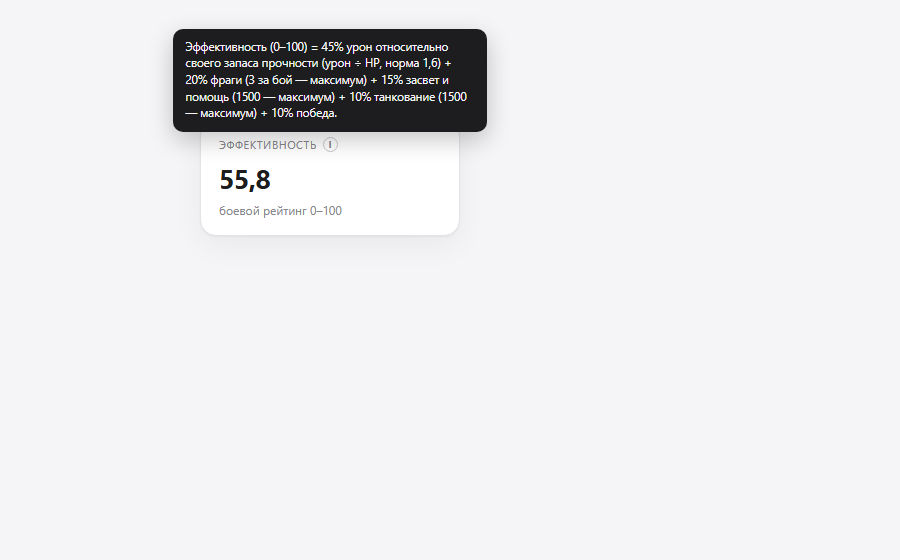 Эффективность (0–100) = 45% урон относительно
своего запаса прочности (урон ÷ HP, норма 1,6) +
20% фраги (3 за бой — максимум) + 15% засвет и
помощь (1500 — максимум) + 10% танкование (1500
— максимум) + 10% победа.
ЭФФЕКТИВНОСТЬ I
55,8
боевой рейтинг 0–100